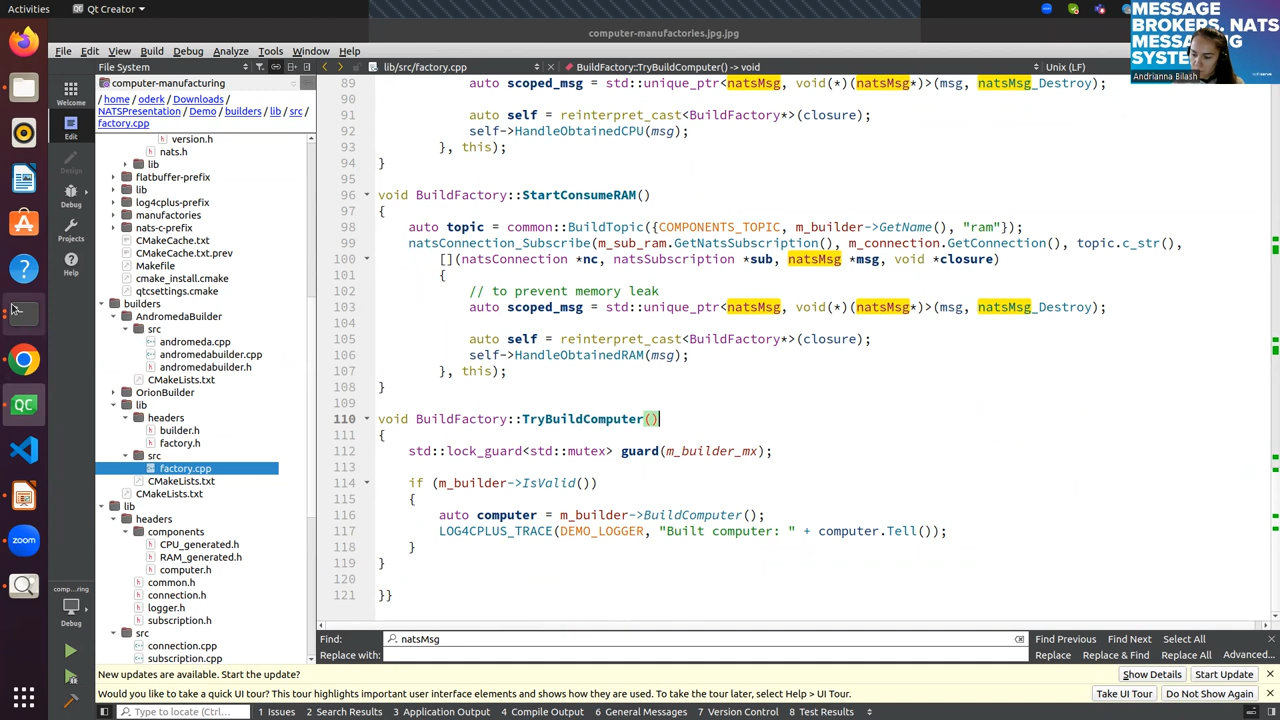 Activities
Qt Creator
computer-manufactories.jpg.jpg
MESSAGE
BROKERS. NATS
MESSAGING
SYSTEM
Andrianna Bilash
File Edit View Build Debug Analyze Tools Window Help
File System
lib/src/factory.cpp
BuildFactory::TryBuildComputer() -> void
Unix (LF)
Welcome
Edit
Design
Debug
Projects
Help
comp...ring
Debug
zoom
computer-manufacturing
/ home / oderk / Downloads /
NATSPresentation / Demo / builders / lib / src /
factory.cpp
version.h
nats.h
lib
flatbuffer-prefix
lib
log4cplus-prefix
manufactories
nats-c-prefix
CMakeCache.txt
CMakeCache.txt.prev
Makefile
cmake_install.cmake
qtcsettings.cmake
builders
AndromedaBuilder
src
andromeda.cpp
andromedabuilder.cpp
andromedabuilder.h
CMakeLists.txt
OrionBuilder
lib
headers
builder.h
factory.h
src
factory.cpp
CMakeLists.txt
CMakeLists.txt
lib
headers
components
CPU_generated.h
RAM_generated.h
computer.h
common.h
connection.h
logger.h
subscription.h
src
connection.cpp
subscription.cpp
89 auto scoped_msg = std::unique_ptr<natsMsg, void(*)(natsMsg*)>(msg, natsMsg_Destroy);
90
91 auto self = reinterpret_cast<BuildFactory*>(closure);
92 self->HandleObtainedCPU(msg);
93 }, this);
94 }
95
96 void BuildFactory::StartConsumeRAM()
97 {
98 auto topic = common::BuildTopic({COMPONENTS_TOPIC, m_builder->GetName(), "ram"});
99 natsConnection_Subscribe(m_sub_ram.GetNatsSubscription(), m_connection.GetConnection(), topic.c_str(),
100 [](natsConnection *nc, natsSubscription *sub, natsMsg *msg, void *closure)
101 {
102 // to prevent memory leak
103 auto scoped_msg = std::unique_ptr<natsMsg, void(*)(natsMsg*)>(msg, natsMsg_Destroy);
104
105 auto self = reinterpret_cast<BuildFactory*>(closure);
106 self->HandleObtainedRAM(msg);
107 }, this);
108 }
109
110 void BuildFactory::TryBuildComputer()
111 {
112 std::lock_guard<std::mutex> guard(m_builder_mx);
113
114 if (m_builder->IsValid())
115 {
116 auto computer = m_builder->BuildComputer();
117 LOG4CPLUS_TRACE(DEMO_LOGGER, "Built computer: " + computer.Tell());
118 }
119 }
120
121 }}
Find: natsMsg
Find Previous Find Next Select All
Replace with:
Replace Replace & Find Replace All Advanced...
New updates are available. Start the update?
Show Details Start Update
Would you like to take a quick UI tour? This tour highlights important user interface elements and shows how they are used. To take the tour later, select Help > UI Tour.
Take UI Tour Do Not Show Again
Type to locate (Ctrl...
1 Issues 2 Search Results 3 Application Output 4 Compile Output 6 General Messages 7 Version Control 8 Test Results